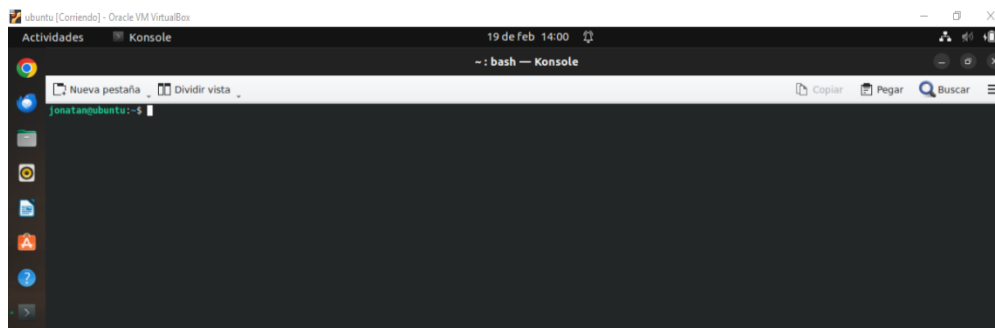 ubuntu [Corriendo] - Oracle VM VirtualBox
Actividades Konsole 19 de feb 14:00
~ : bash — Konsole
Nueva pestaña Dividir vista Copiar Pegar Buscar
jonatan@ubuntu:~$